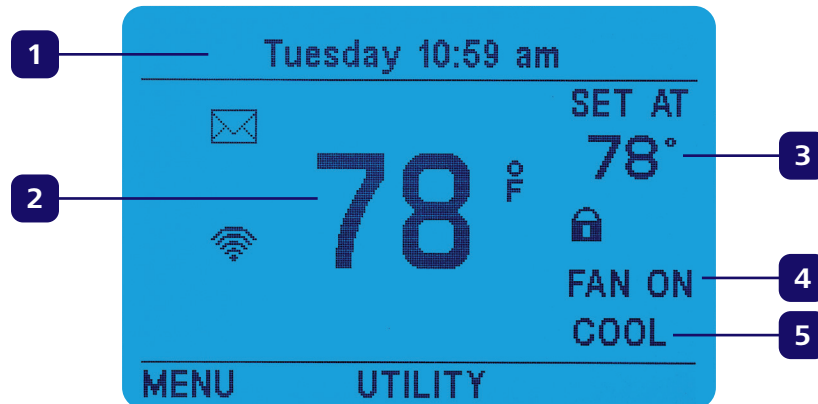 1
Tuesday 10:59 am
SET AT
78°
3
2
78 °F
FAN ON
4
COOL
5
MENU UTILITY